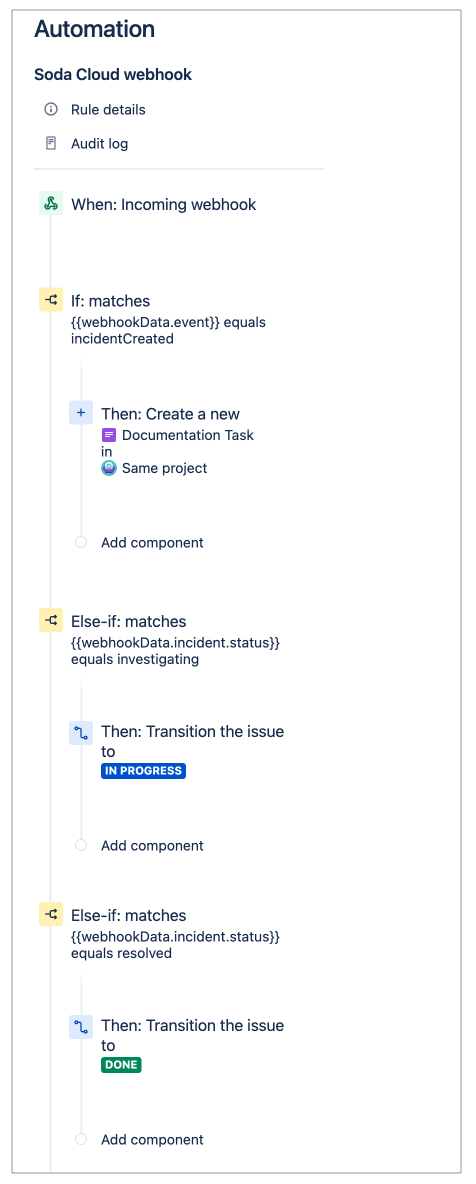 Automation
Soda Cloud webhook
Rule details
Audit log
When: Incoming webhook
If: matches
{{webhookData.event}} equals
incidentCreated
Then: Create a new
Documentation Task
in
Same project
Add component
Else-if: matches
{{webhookData.incident.status}}
equals investigating
Then: Transition the issue
to
IN PROGRESS
Add component
Else-if: matches
{{webhookData.incident.status}}
equals resolved
Then: Transition the issue
to
DONE
Add component